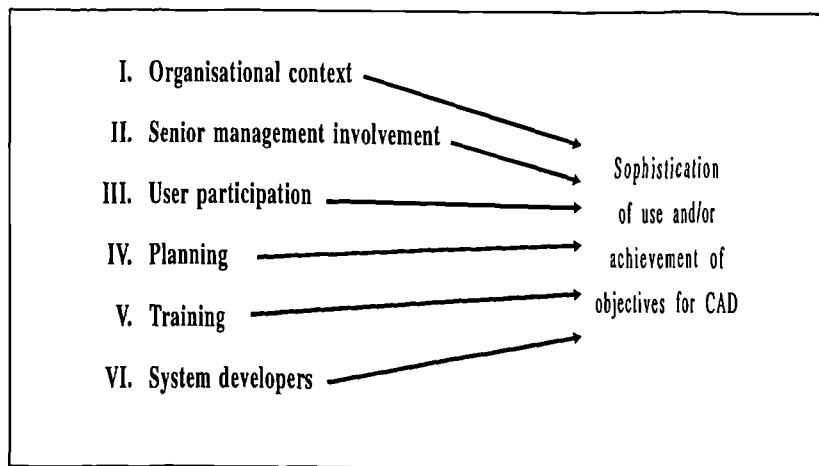 I. Organisational context
II. Senior management involvement
III. User participation
IV. Planning
V. Training
VI. System developers
Sophistication
of use and/or
achievement of
objectives for CAD